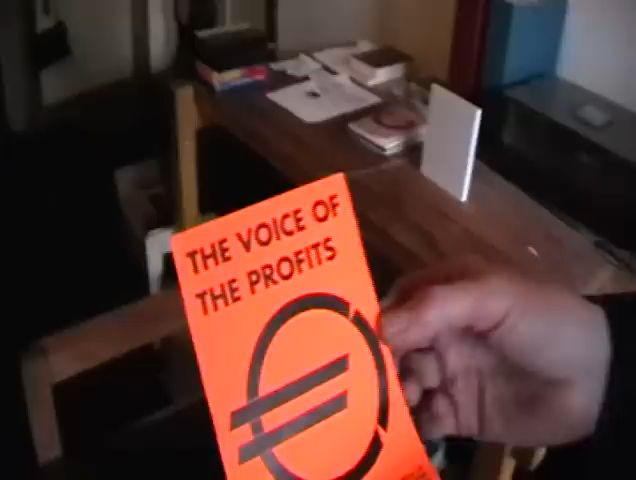 THE VOICE OF
THE PROFITS